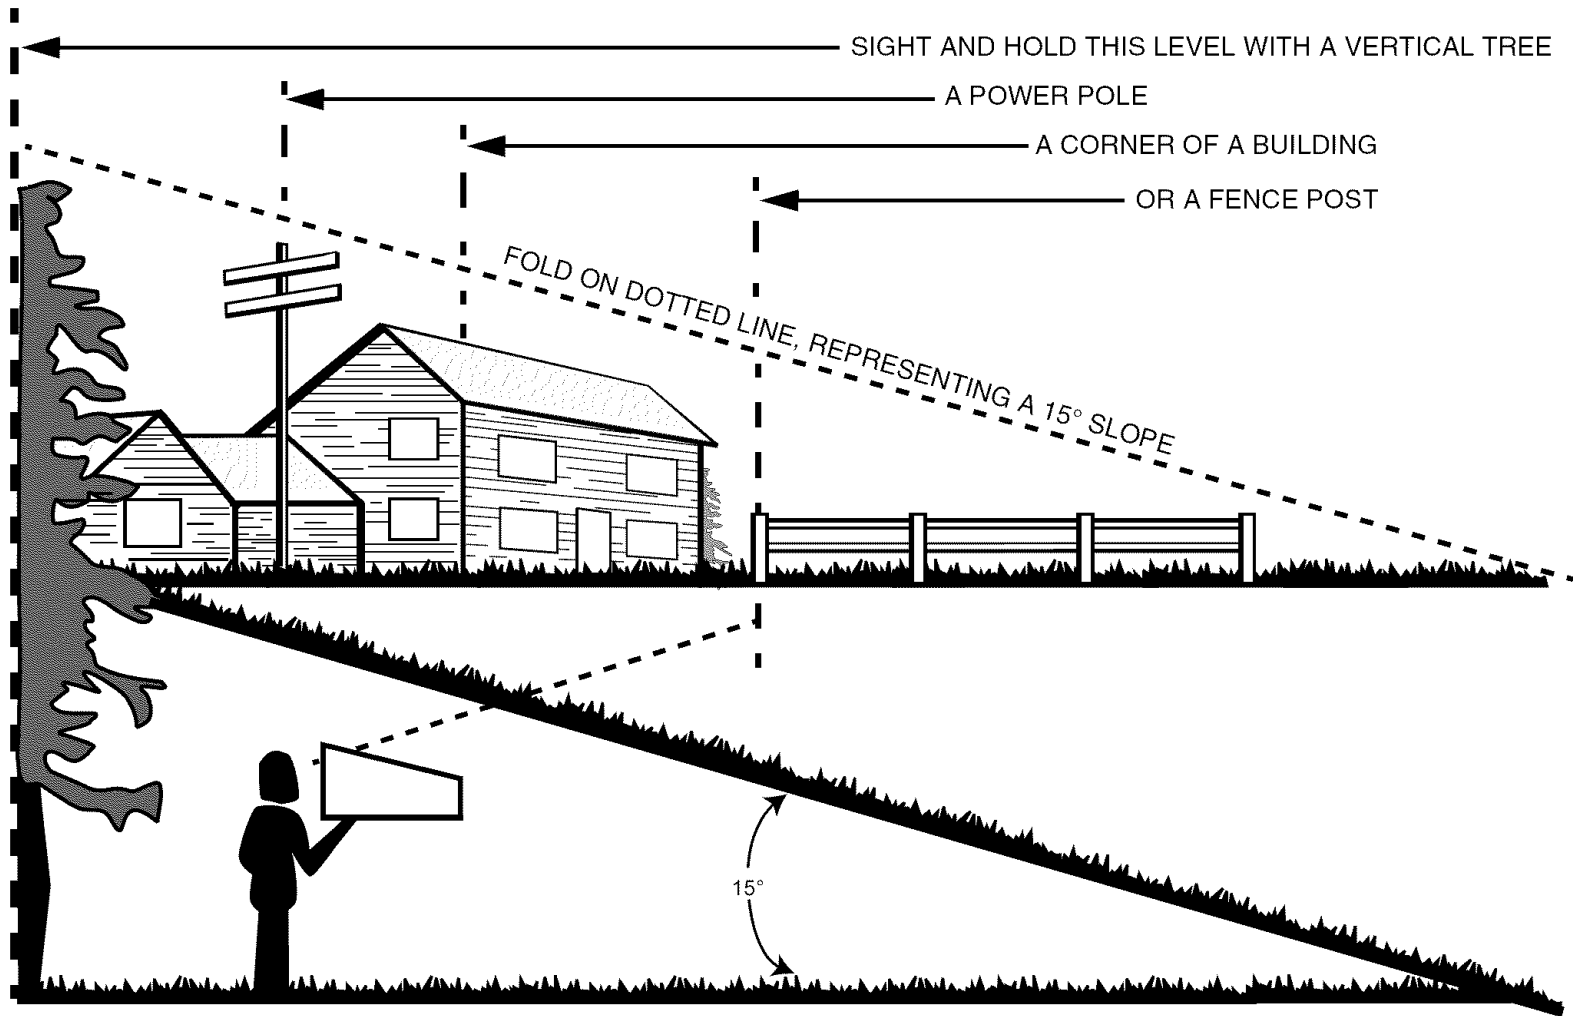 SIGHT AND HOLD THIS LEVEL WITH A VERTICAL TREE
A POWER POLE
A CORNER OF A BUILDING
OR A FENCE POST
FOLD ON DOTTED LINE, REPRESENTING A 15° SLOPE
15°